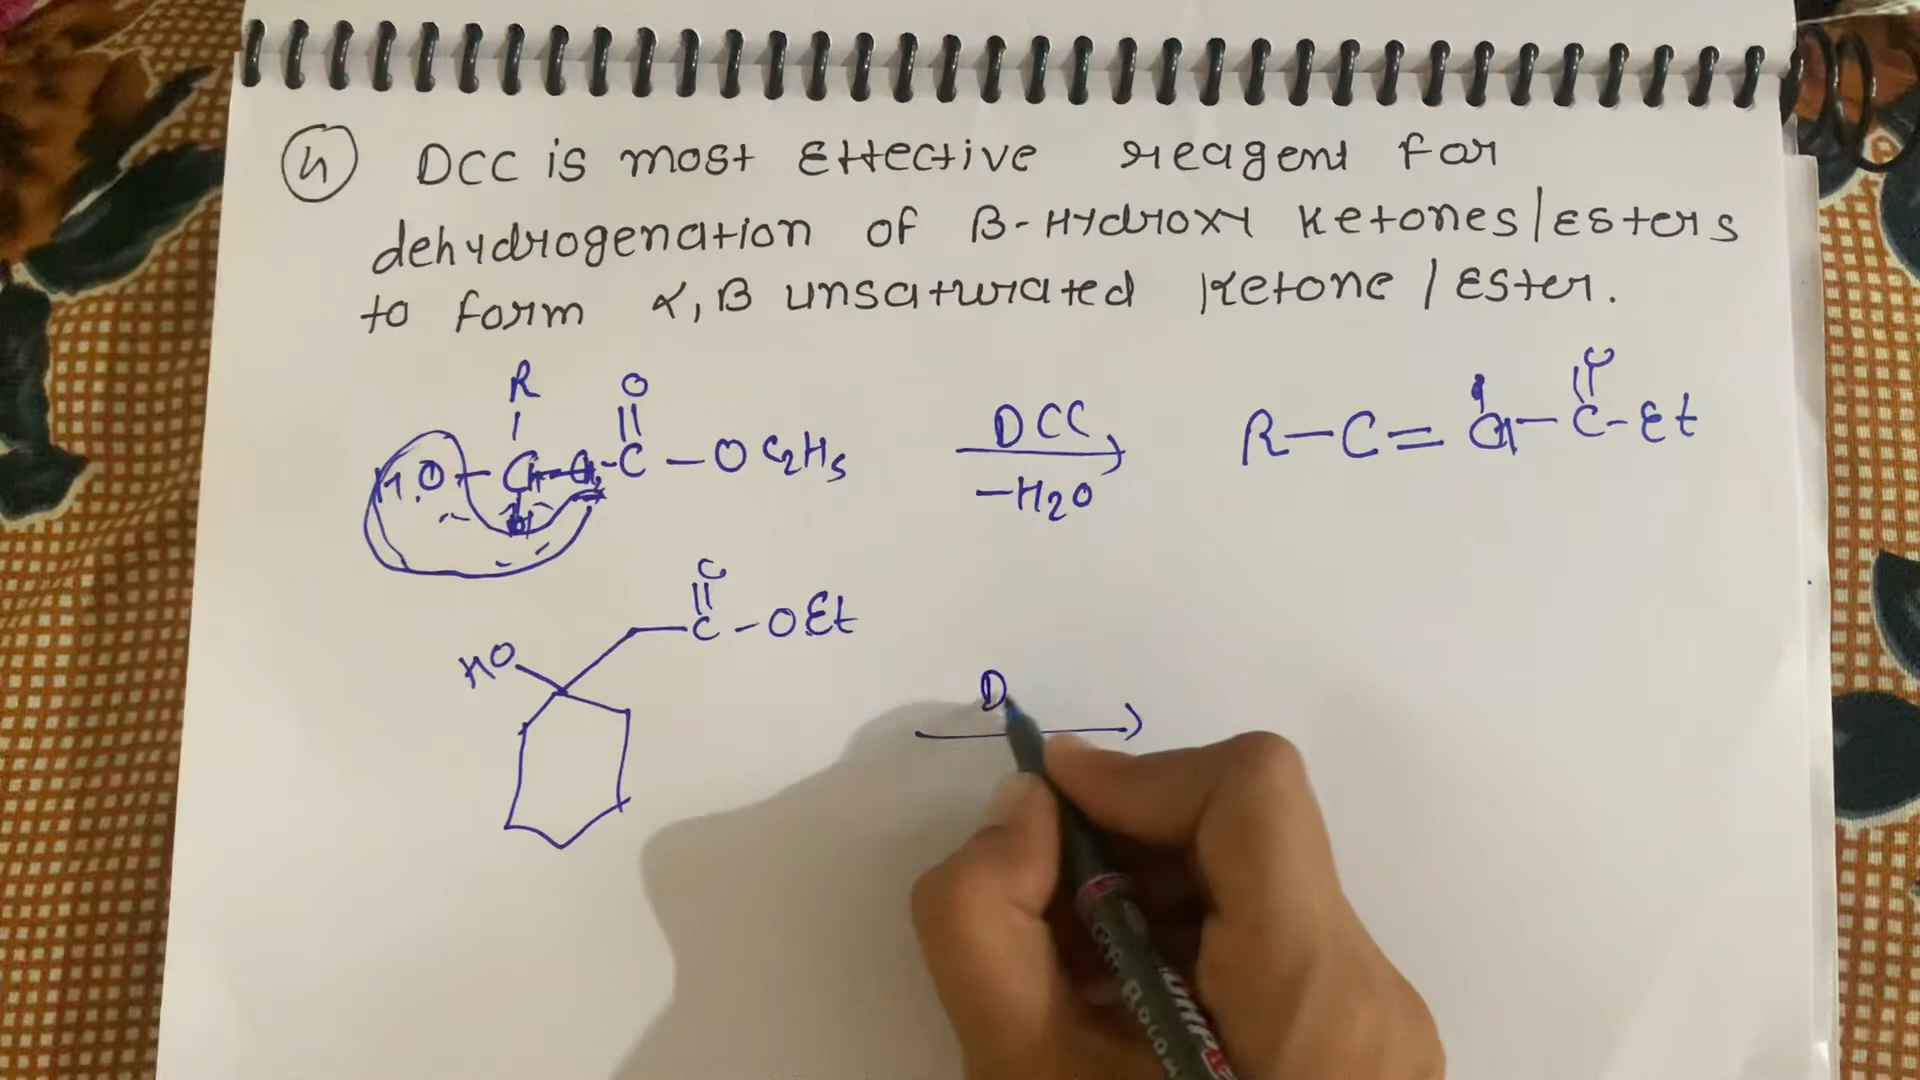 4 DCC is most Effective reagent for
dehydrogenation of β-Hydroxy Ketones/Esters
to form α,β unsaturated Ketone / Ester.
R O O
H.O - C - C - OC2H5 DCC R-C=CH-C-Et
-H2O
O
C-OEt
HO
D